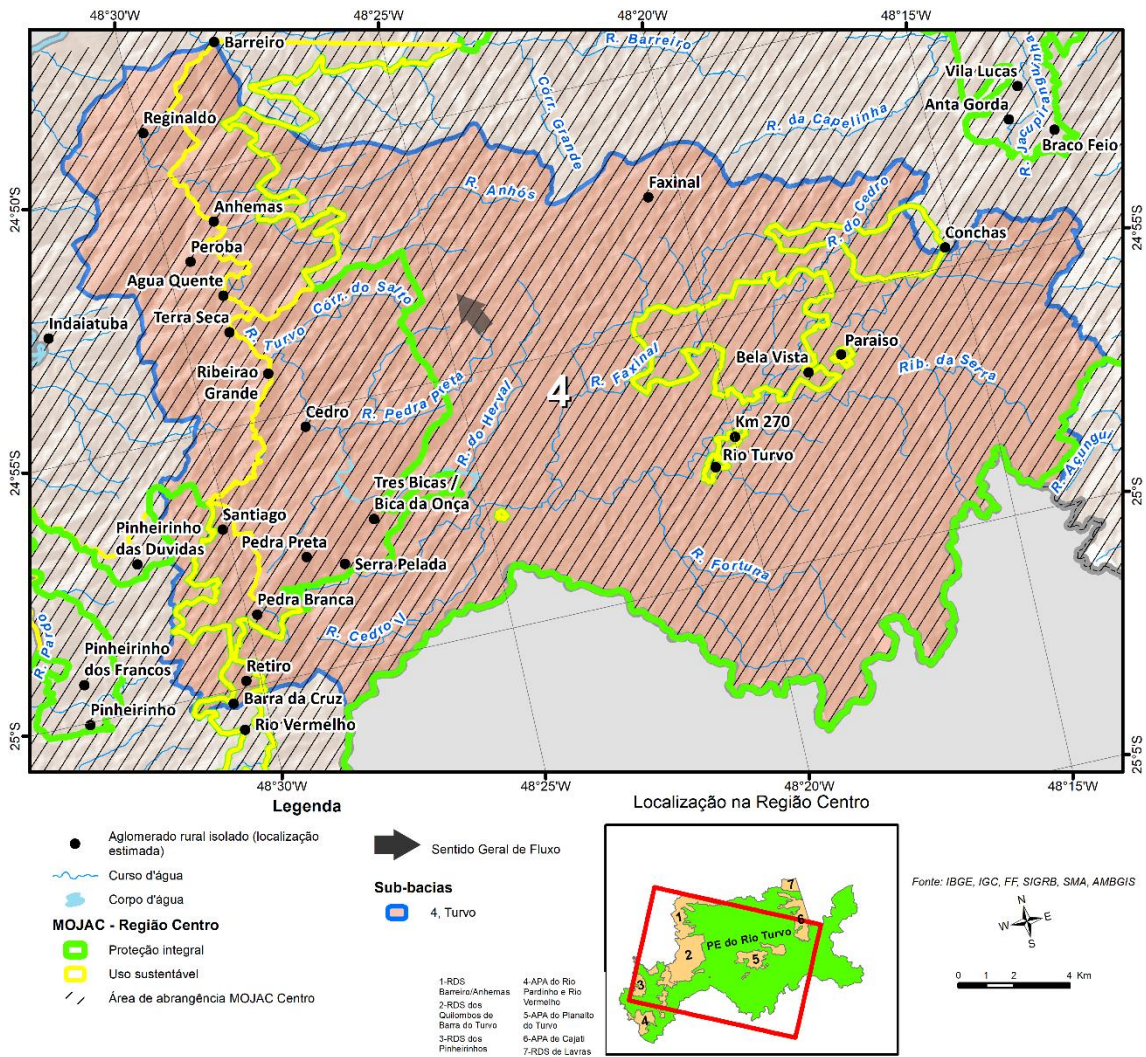 48°30'W
48°25'W
48°20'W
48°15'W
Barreiro
R. Barreiro
Córr. Grande
Vila Lucas
R. Jacupiranguinha
Anta Gorda
R. da Capelinha
Braco Feio
Reginaldo
R. Anhós
Faxinal
24°50'S
24°55'S
Anhemas
R. do Cedro
Conchas
Peroba
Agua Quente
Córr. do Salto
Terra Seca
R. Turvo
Indaiatuba
Paraiso
Bela Vista
Rib. da Serra
Ribeirao
Grande
R. Faxinal
4
R. Pedra Preta
R. do Herval
Cedro
Km 270
Rio Turvo
R. Açungui
24°55'S
25°S
Tres Bicas /
Bica da Onça
Santiago
Pinheirinho
das Duvidas
Pedra Preta
Serra Pelada
R. Fortuna
Pedra Branca
R. Cedro
R. Pardo
Pinheirinho
dos Francos
Retiro
Barra da Cruz
Pinheirinho
Rio Vermelho
25°S
25°5'S
48°30'W
48°25'W
48°20'W
48°15'W
Legenda
Aglomerado rural isolado (localização
estimada)
Curso d'água
Corpo d'água
MOJAC - Região Centro
Proteção integral
Uso sustentável
Área de abrangência MOJAC Centro
Sentido Geral de Fluxo
Sub-bacias
4, Turvo
Localização na Região Centro
7
1
6
PE do Rio Turvo
2
5
3
4
1-RDS
Barreiro/Anhemas
2-RDS dos
Quilombos de
Barra do Turvo
3-RDS dos
Pinheirinhos
4-APA do Rio
Pardinho e Rio
Vermelho
5-APA do Planalto
do Turvo
6-APA de Cajati
7-RDS de Lavras
Fonte: IBGE, IGC, FF, SIGRB, SMA, AMBGIS
N
W
E
S
0 1 2 4 Km